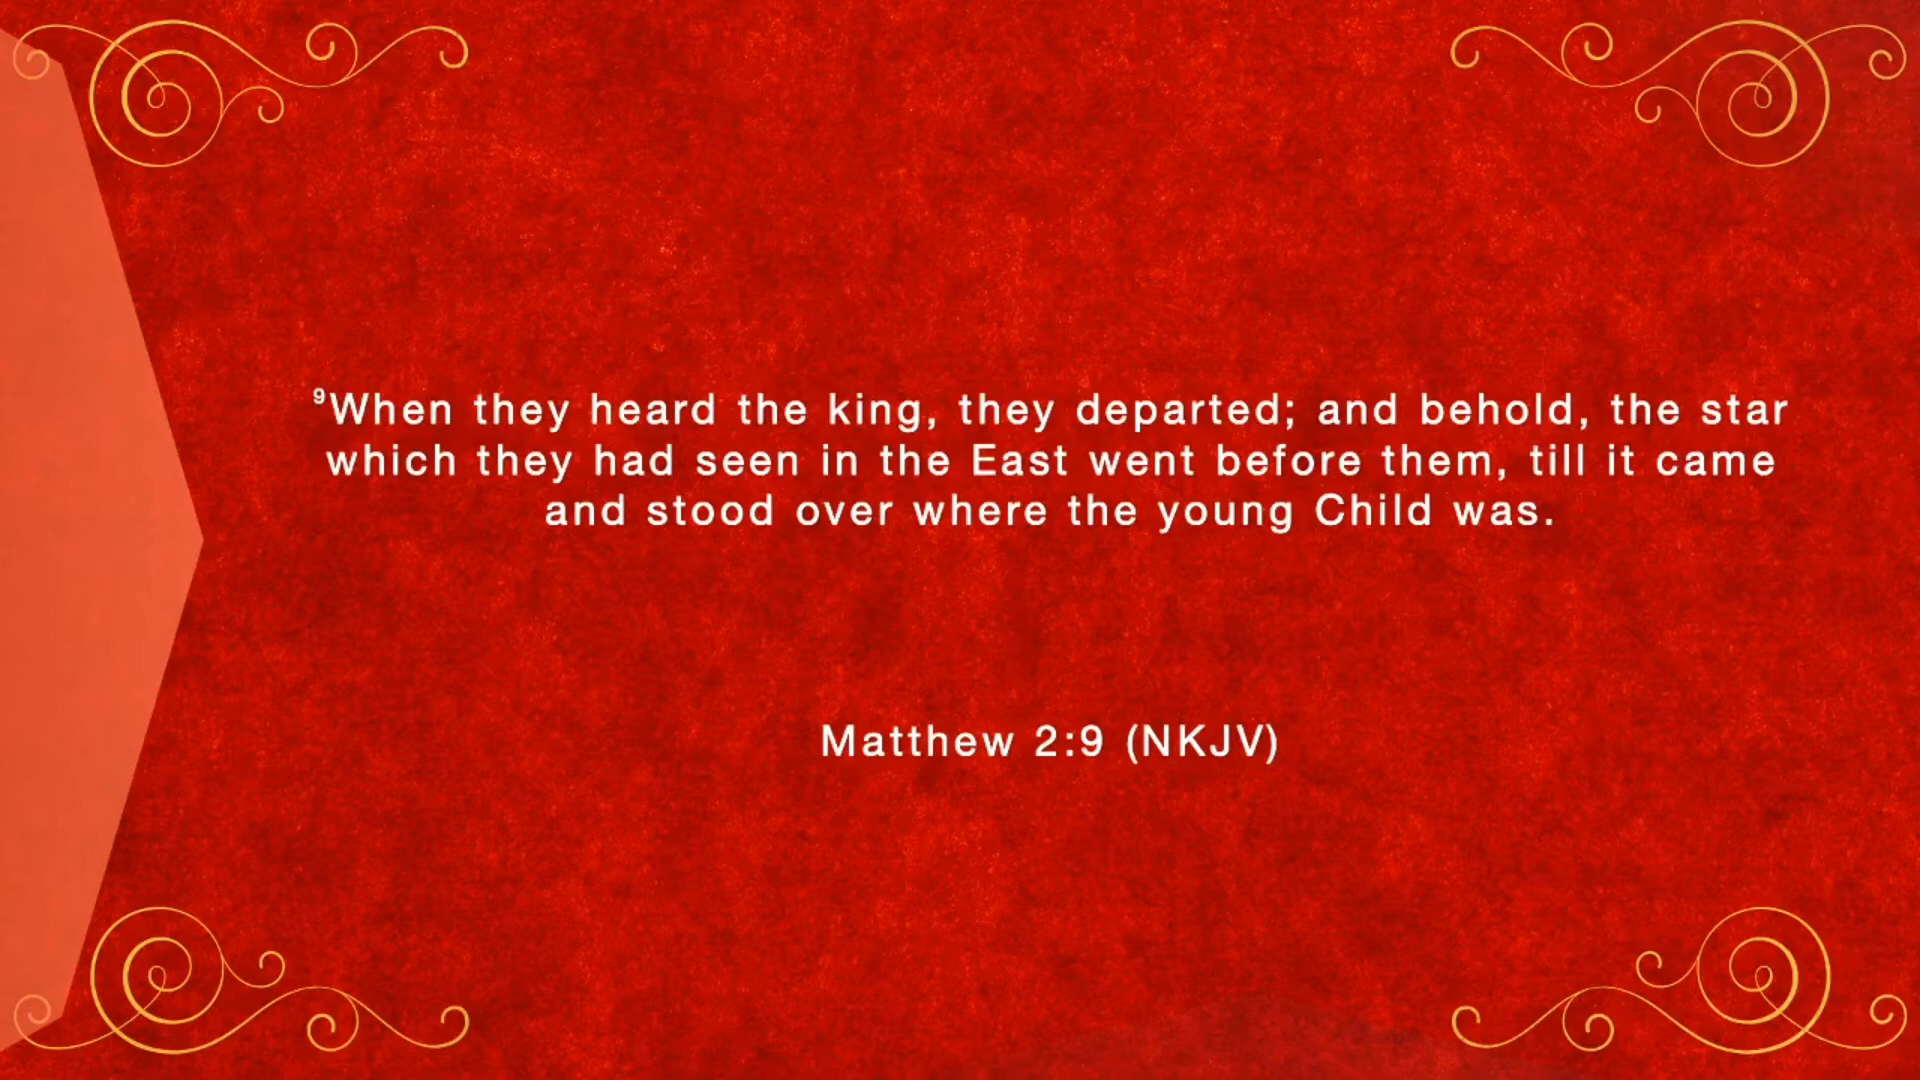 ⁹When they heard the king, they departed; and behold, the star
which they had seen in the East went before them, till it came
and stood over where the young Child was.
Matthew 2:9 (NKJV)